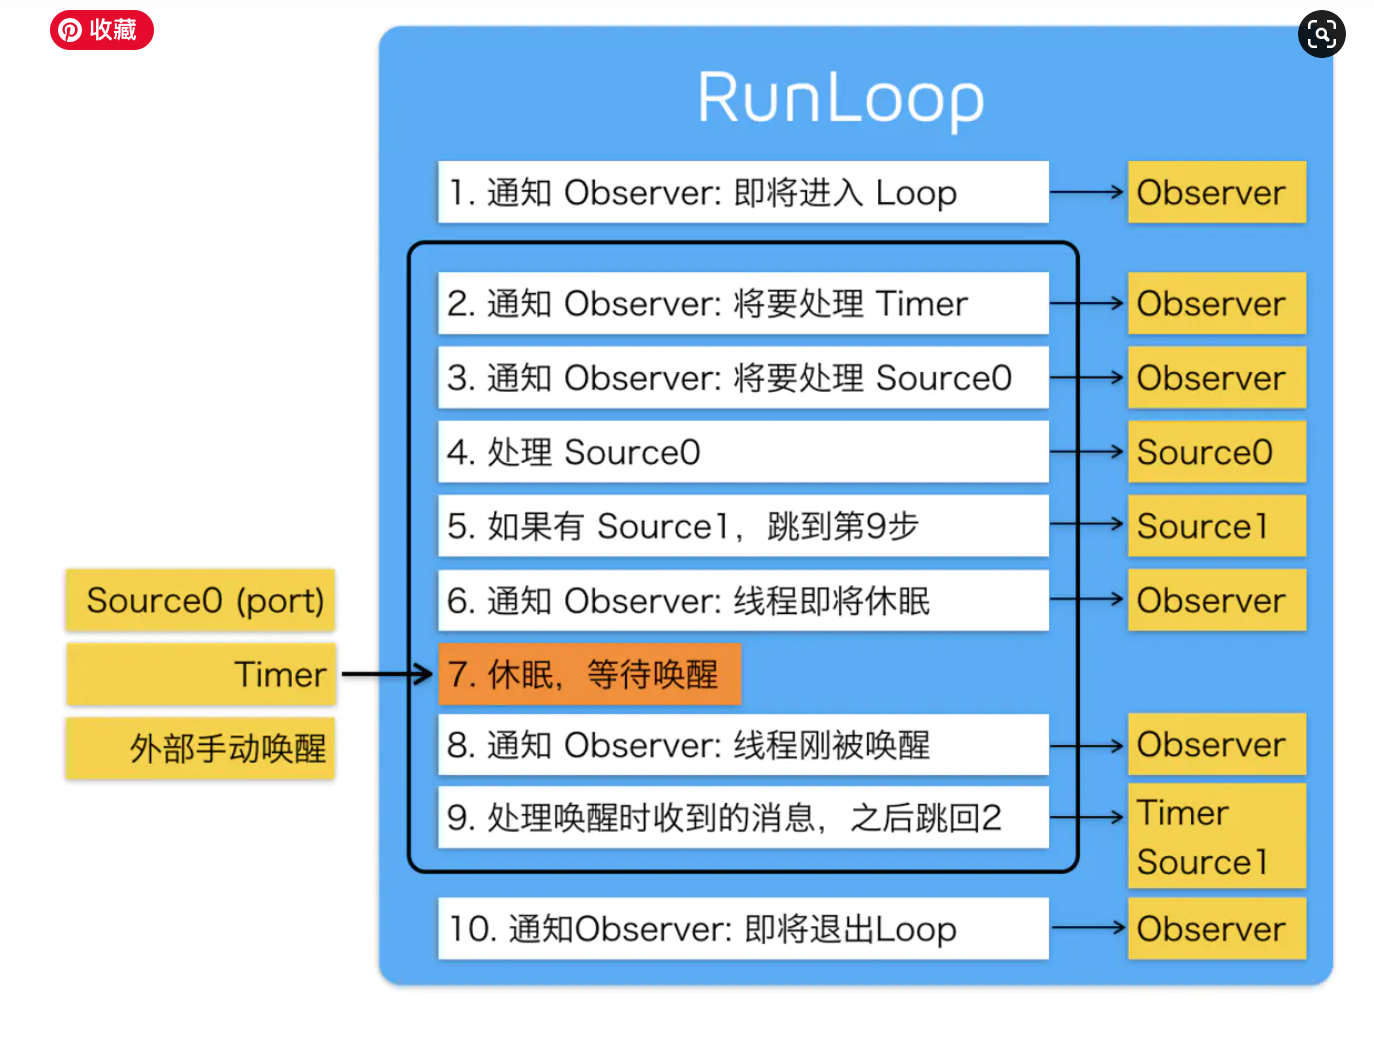 收藏
RunLoop
1. 通知 Observer: 即将进入 Loop
Observer
2. 通知 Observer: 将要处理 Timer
Observer
3. 通知 Observer: 将要处理 Source0
Observer
4. 处理 Source0
Source0
5. 如果有 Source1，跳到第9步
Source1
Source0 (port)
6. 通知 Observer: 线程即将休眠
Observer
Timer
7. 休眠，等待唤醒
外部手动唤醒
8. 通知 Observer: 线程刚被唤醒
Observer
9. 处理唤醒时收到的消息，之后跳回2
Timer
Source1
10. 通知Observer: 即将退出Loop
Observer